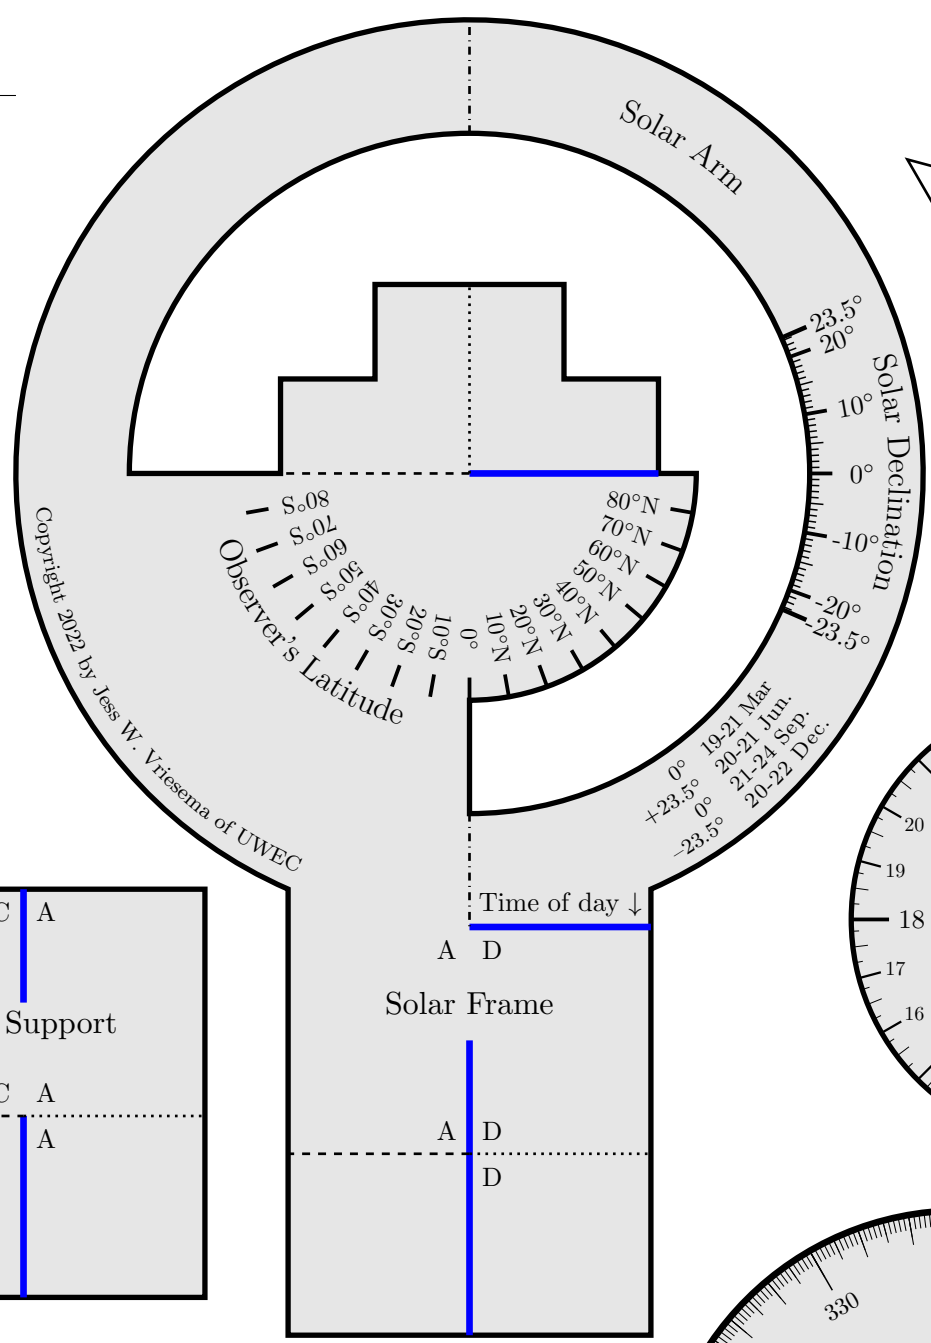 Solar Arm
23.5°
20°
10°
0°
-10°
-20°
-23.5°
Solar Declination
80°S
70°S
60°S
50°S
40°S
30°S
20°S
10°S
0°
10°N
20°N
30°N
40°N
50°N
60°N
70°N
80°N
Observer's Latitude
0° 19-21 Mar
+23.5° 20-21 Jun.
0° 21-24 Sep.
−23.5° 20-22 Dec.
Copyright 2022 by Jess W. Vriesema of UWEC
Time of day ↓
A D
Solar Frame
A D
D
C A
Support
C A
A
20
19
18
17
16
330